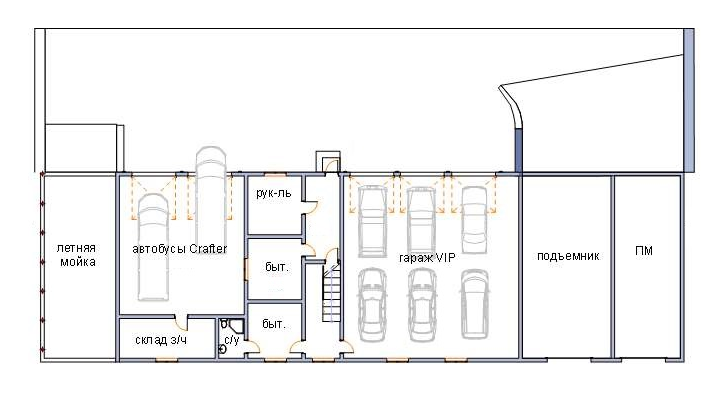 рук-ль
летняя
мойка
автобусы Crafter
быт.
гараж VIP
подъемник
ПМ
склад з/ч
с/у
быт.